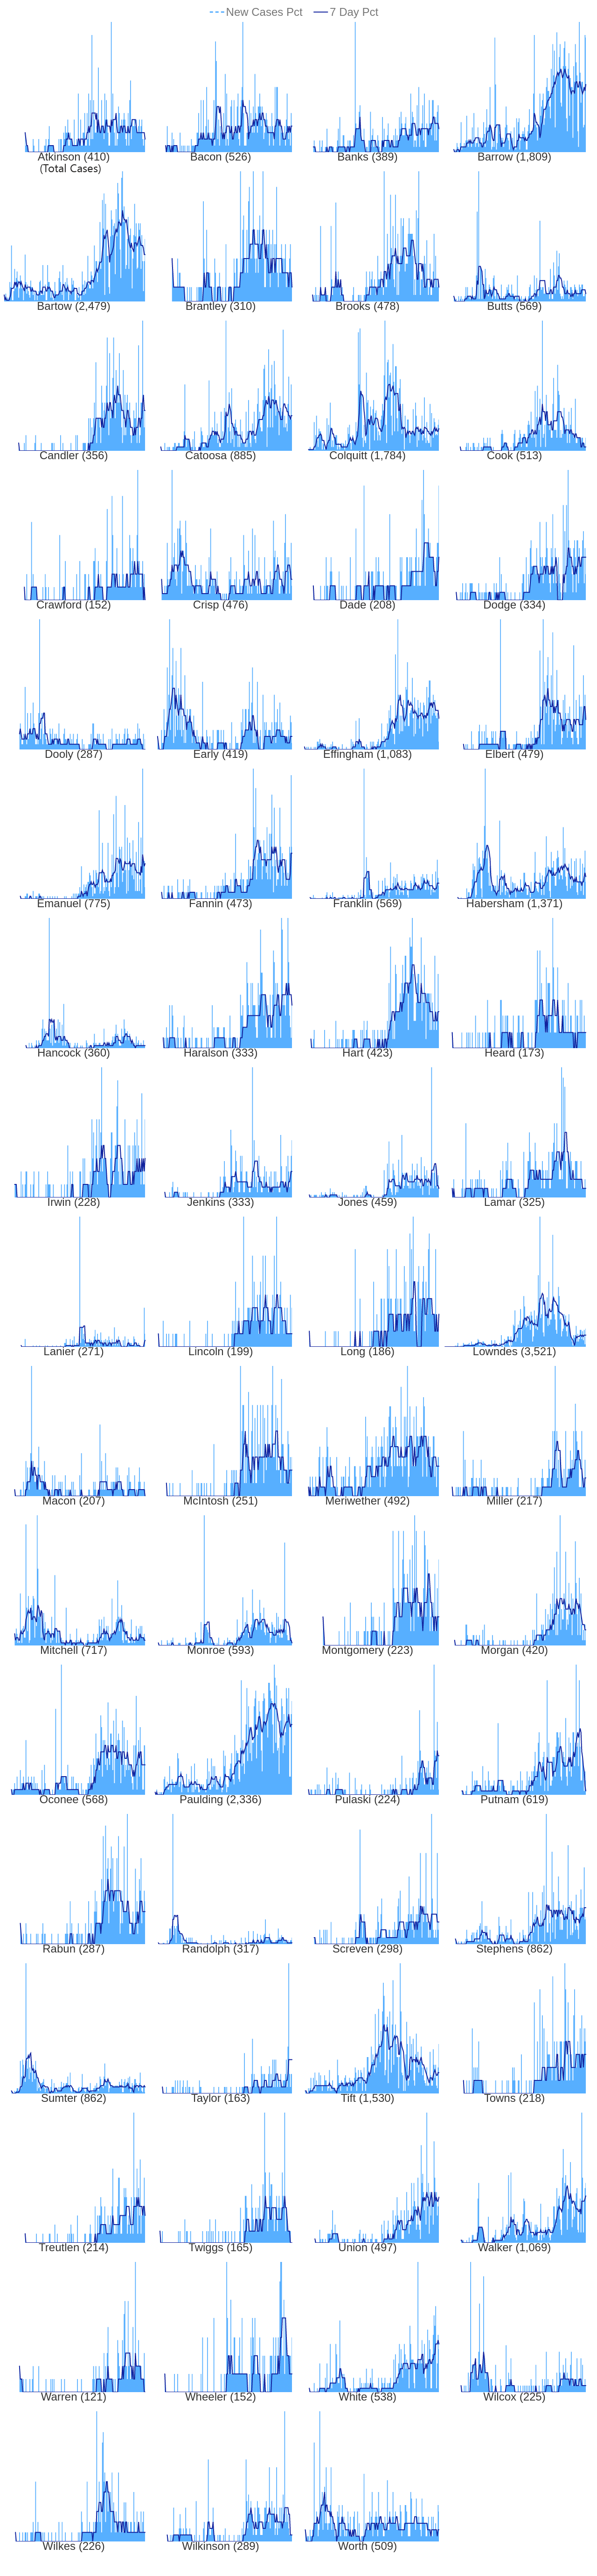 New Cases Pct 7 Day Pct
Atkinson (410) Bacon (526) Banks (389) Barrow (1,809)
(Total Cases)
Bartow (2,479) Brantley (310) Brooks (478) Butts (569)
Candler (356) Catoosa (885) Colquitt (1,784) Cook (513)
Crawford (152) Crisp (476) Dade (208) Dodge (334)
Dooly (287) Early (419) Effingham (1,083) Elbert (479)
Emanuel (775) Fannin (473) Franklin (569) Habersham (1,371)
Hancock (360) Haralson (333) Hart (423) Heard (173)
Irwin (228) Jenkins (333) Jones (459) Lamar (325)
Lanier (271) Lincoln (199) Long (186) Lowndes (3,521)
Macon (207) McIntosh (251) Meriwether (492) Miller (217)
Mitchell (717) Monroe (593) Montgomery (223) Morgan (420)
Oconee (568) Paulding (2,336) Pulaski (224) Putnam (619)
Rabun (287) Randolph (317) Screven (298) Stephens (862)
Sumter (862) Taylor (163) Tift (1,530) Towns (218)
Treutlen (214) Twiggs (165) Union (497) Walker (1,069)
Warren (121) Wheeler (152) White (538) Wilcox (225)
Wilkes (226) Wilkinson (289) Worth (509)